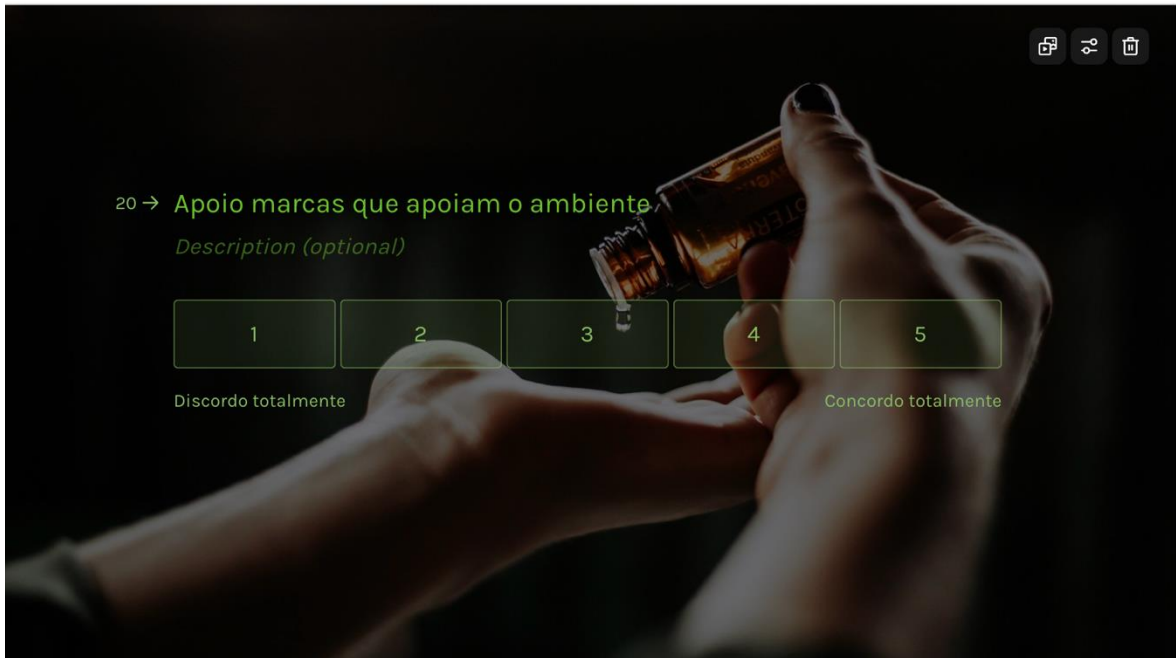 20 → Apoio marcas que apoiam o ambiente
Description (optional)
1 2 3 4 5
Discordo totalmente Concordo totalmente